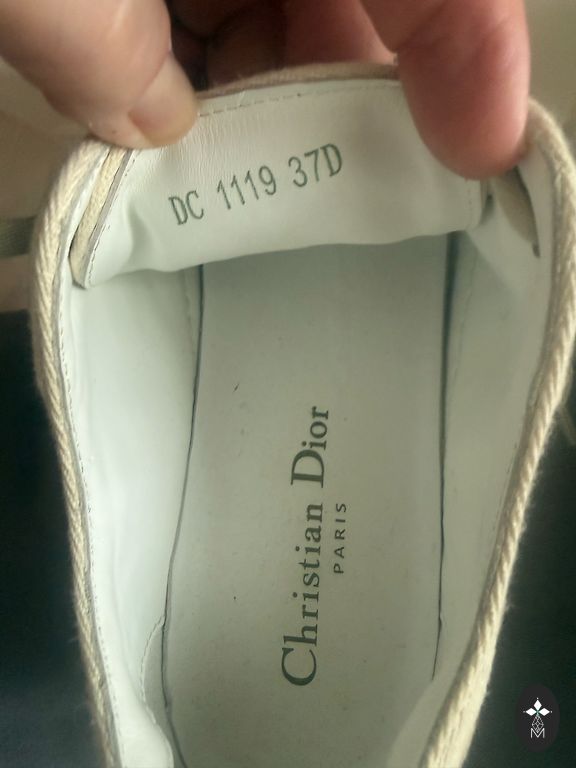 DC 1119 37D
Christian Dior
PARIS
M